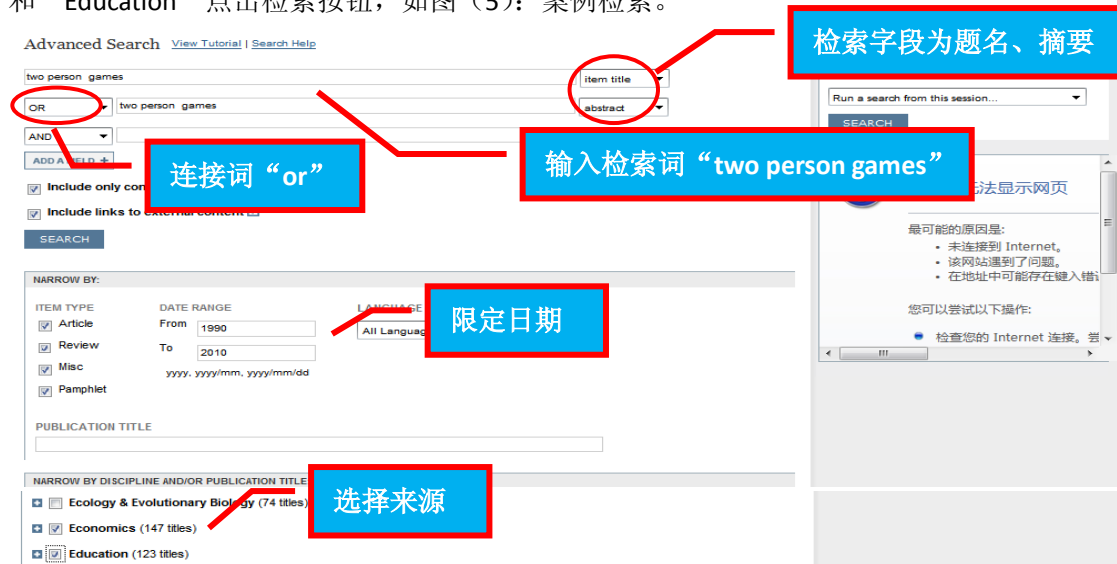 和 “Education” 点击检索按钮，如图（5）：案例检索。
Advanced Search View Tutorial | Search Help
检索字段为题名、摘要
two person games item title
OR two person games abstract
AND
ADD A FIELD +
连接词“or”
输入检索词“two person games”
Include only
Include links to external content
SEARCH
Run a search from this session...
SEARCH
法显示网页
最可能的原因是:
• 未连接到 Internet。
• 该网站遇到了问题。
• 在地址中可能存在键入错
您可以尝试以下操作:
检查您的 Internet 连接。
NARROW BY:
ITEM TYPE DATE RANGE LANGUAGE
Article From 1990 All
Review To 2010
Misc yyyy, yyyy/mm, yyyy/mm/dd
Pamphlet
限定日期
PUBLICATION TITLE
NARROW BY DISCIPLINE AND/OR PUBLICATION TITLE
Ecology & Evolutionary Biology (74 titles)
Economics (147 titles)
Education (123 titles)
选择来源